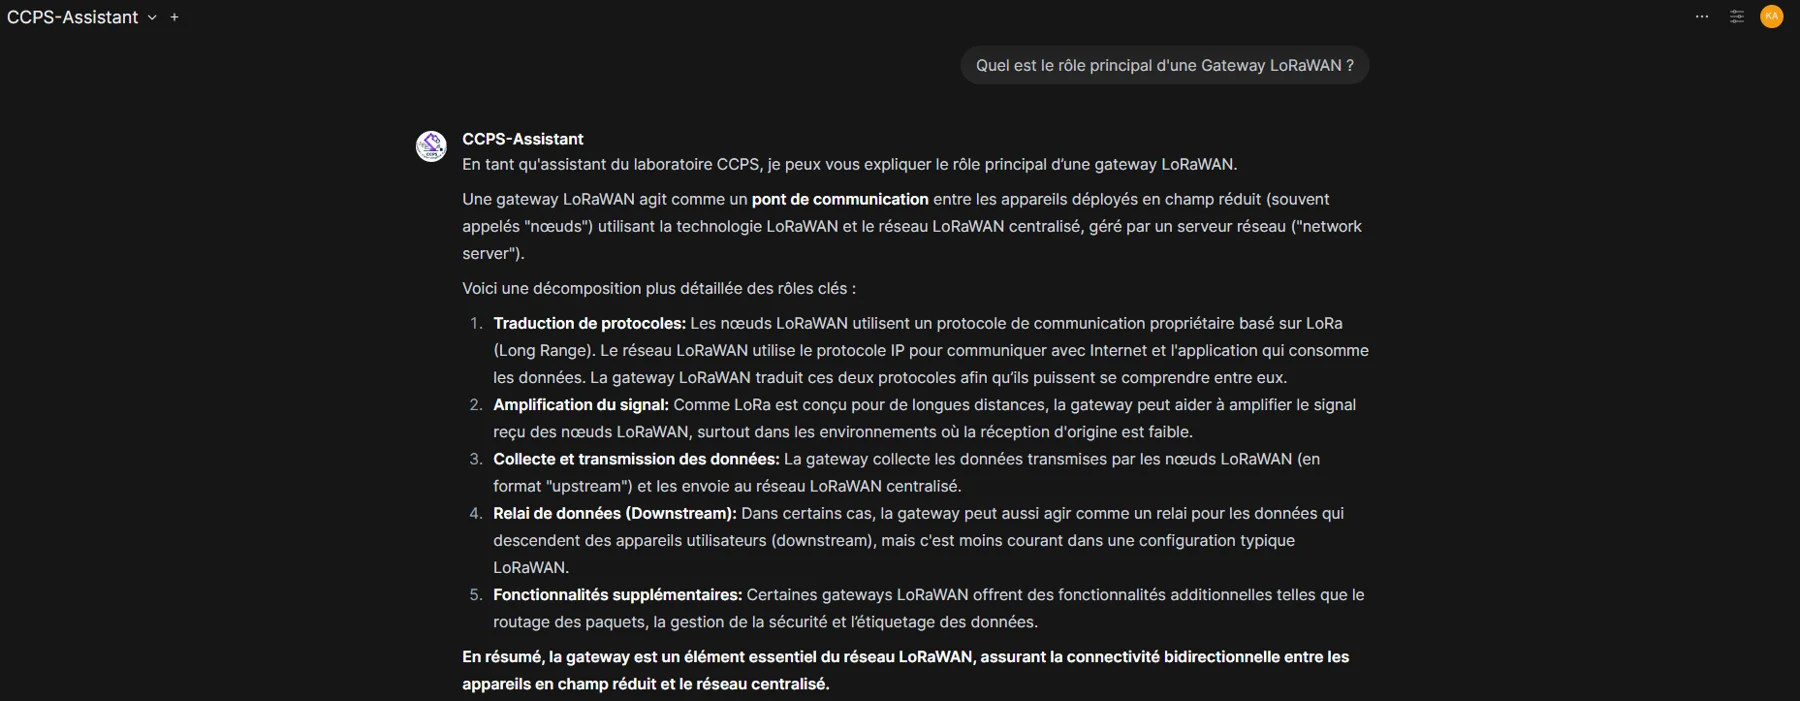 CCPS-Assistant
KA
Quel est le rôle principal d'une Gateway LoRaWAN ?
CCPS-Assistant
En tant qu'assistant du laboratoire CCPS, je peux vous expliquer le rôle principal d’une gateway LoRaWAN.
Une gateway LoRaWAN agit comme un pont de communication entre les appareils déployés en champ réduit (souvent
appelés "nœuds") utilisant la technologie LoRaWAN et le réseau LoRaWAN centralisé, géré par un serveur réseau ("network
server").
Voici une décomposition plus détaillée des rôles clés :
1. Traduction de protocoles: Les nœuds LoRaWAN utilisent un protocole de communication propriétaire basé sur LoRa
(Long Range). Le réseau LoRaWAN utilise le protocole IP pour communiquer avec Internet et l'application qui consomme
les données. La gateway LoRaWAN traduit ces deux protocoles afin qu’ils puissent se comprendre entre eux.
2. Amplification du signal: Comme LoRa est conçu pour de longues distances, la gateway peut aider à amplifier le signal
reçu des nœuds LoRaWAN, surtout dans les environnements où la réception d'origine est faible.
3. Collecte et transmission des données: La gateway collecte les données transmises par les nœuds LoRaWAN (en
format "upstream") et les envoie au réseau LoRaWAN centralisé.
4. Relai de données (Downstream): Dans certains cas, la gateway peut aussi agir comme un relai pour les données qui
descendent des appareils utilisateurs (downstream), mais c'est moins courant dans une configuration typique
LoRaWAN.
5. Fonctionnalités supplémentaires: Certaines gateways LoRaWAN offrent des fonctionnalités additionnelles telles que le
routage des paquets, la gestion de la sécurité et l’étiquetage des données.
En résumé, la gateway est un élément essentiel du réseau LoRaWAN, assurant la connectivité bidirectionnelle entre les
appareils en champ réduit et le réseau centralisé.